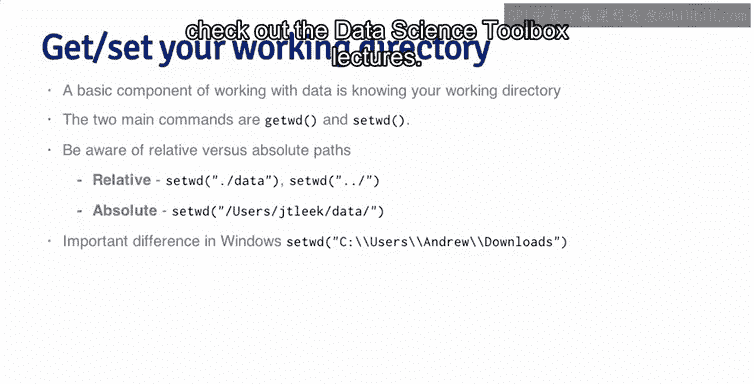 check out the Data Science Toolbox
lectures.
Get/set your working directory
· A basic component of working with data is knowing your working directory
· The two main commands are getwd() and setwd().
· Be aware of relative versus absolute paths
- Relative - setwd("./data"), setwd("../")
- Absolute - setwd("/Users/jtleek/data/")
· Important difference in Windows setwd("C:\\Users\\Andrew\\Downloads")